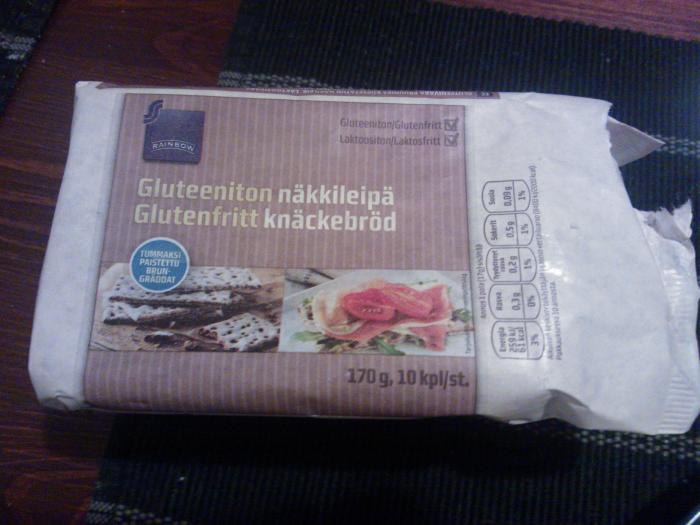 RAINBOW
Gluteeniton/Glutenfritt
Laktoositon/Laktosfritt
Gluteeniton näkkileipä
Glutenfritt knäckebröd
TUMMAKSI
PAISTETTU
BRUN-
GRÄDDAT
170 g, 10 kpl/st.
Energia
259 kJ
61 kcal
3%
Rasva
0,3 g
0%
Tyydyttynyt
0,2 g
1%
Sokerit
0,5 g
1%
Suola
0,09 g
1%